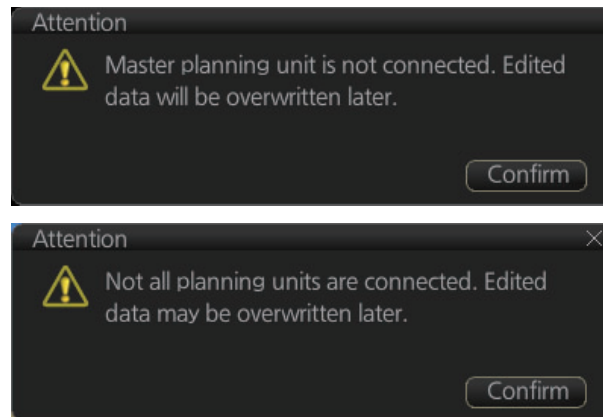 Attention
Master planning unit is not connected. Edited
data will be overwritten later.
Confirm
Attention
Not all planning units are connected. Edited
data may be overwritten later.
Confirm